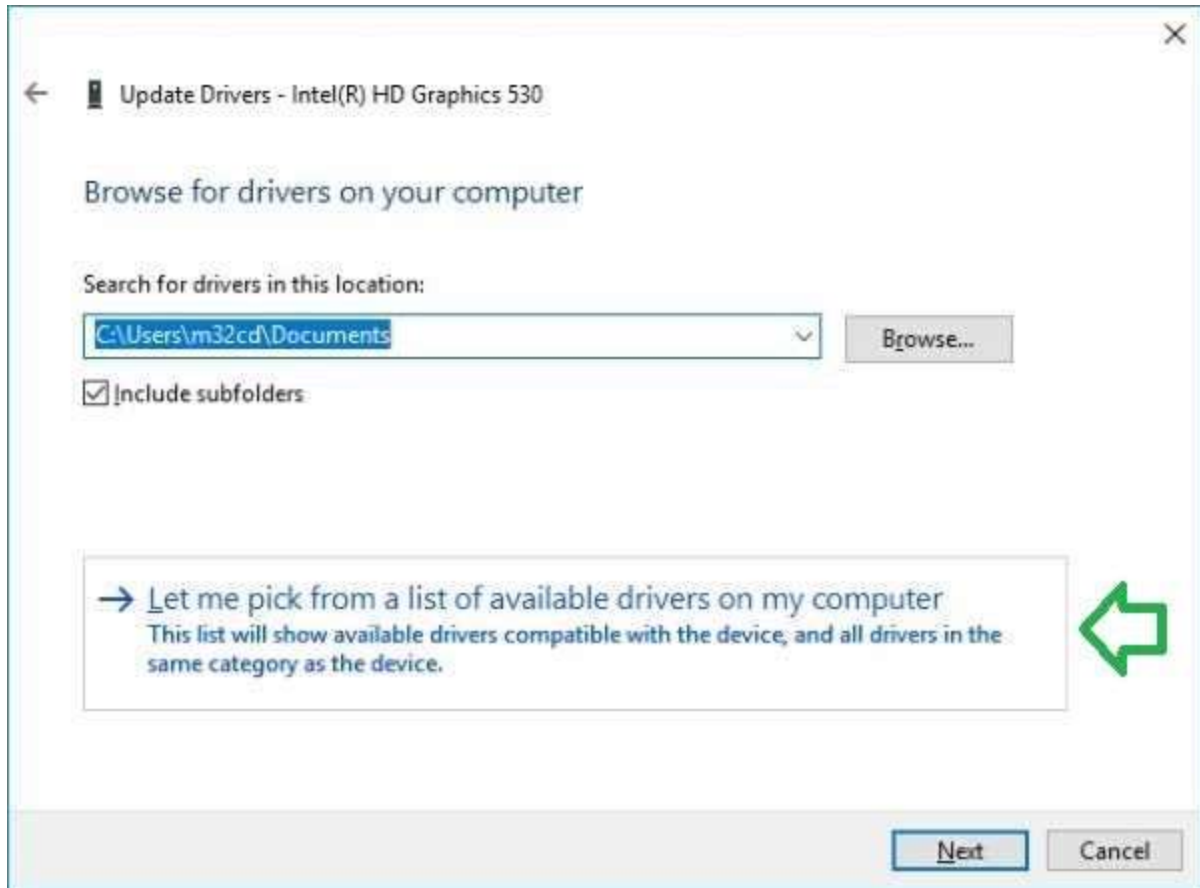 Update Drivers - Intel(R) HD Graphics 530
Browse for drivers on your computer
Search for drivers in this location:
C:\Users\m32cd\Documents
Browse...
Include subfolders
Let me pick from a list of available drivers on my computer
This list will show available drivers compatible with the device, and all drivers in the
same category as the device.
Next
Cancel